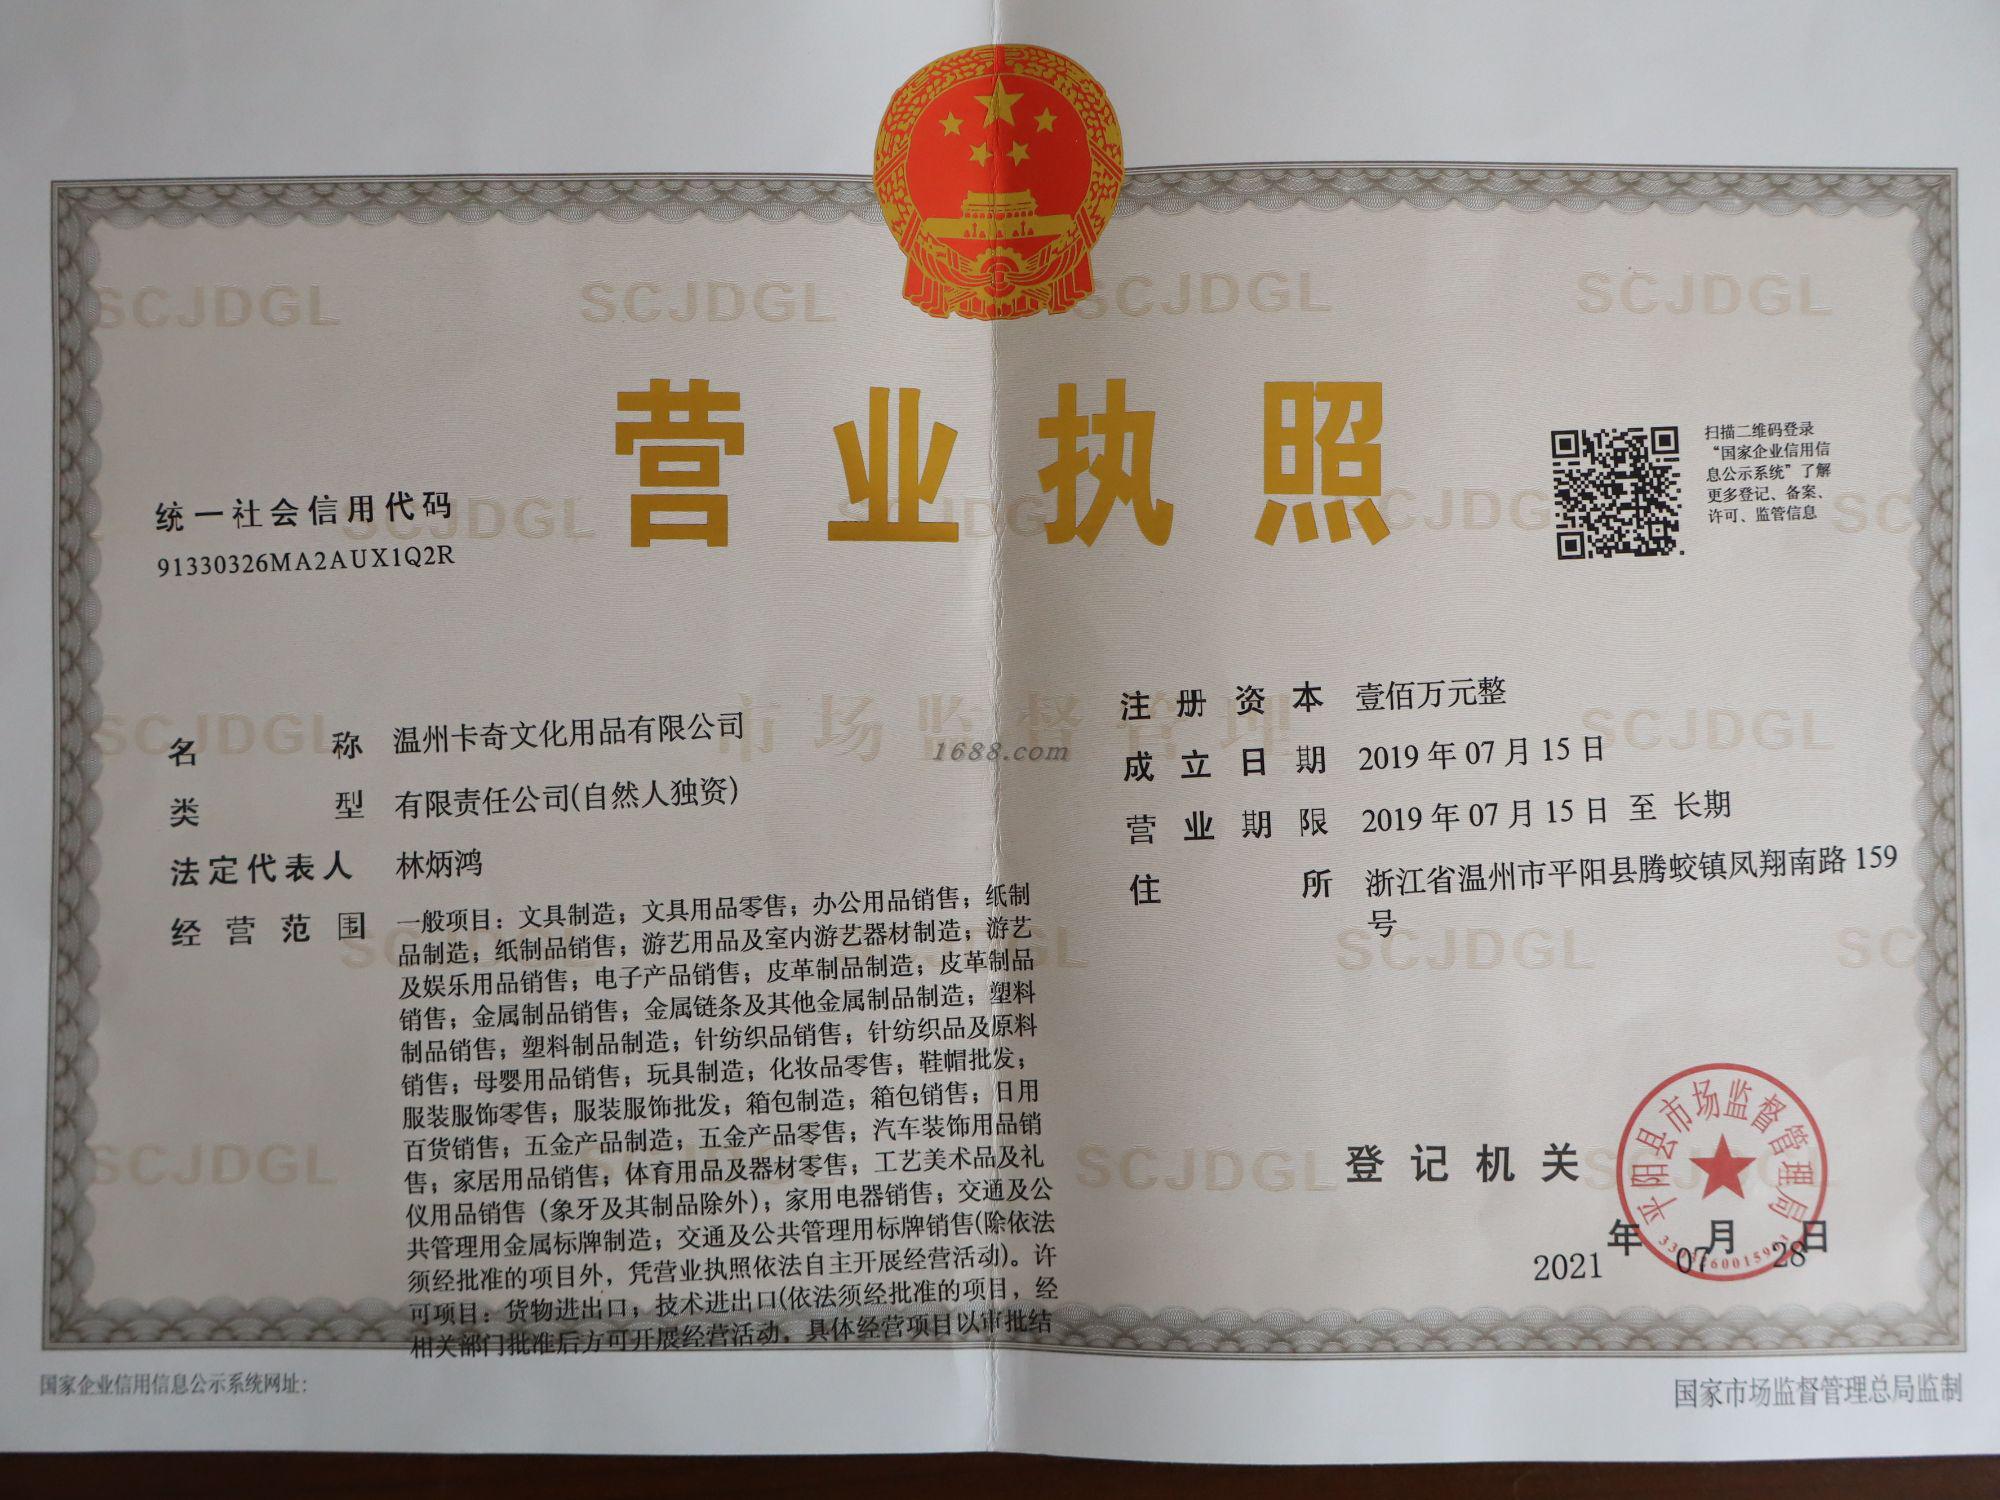 营业执照
扫描二维码登录
“国家企业信用信
息公示系统”了解
更多登记、备案、
许可、监管信息
统一社会信用代码
91330326MA2AUX1Q2R
名称 温州卡奇文化用品有限公司
类型 有限责任公司(自然人独资)
法定代表人 林炳鸿
经营范围 一般项目：文具制造；文具用品零售；办公用品销售；纸制
品制造；纸制品销售；游艺用品及室内游艺器材制造；游艺
及娱乐用品销售；电子产品销售；皮革制品制造；皮革制品
销售；金属制品销售；金属链条及其他金属制品制造；塑料
制品销售；塑料制品制造；针纺织品销售；针纺织品及原料
销售；母婴用品销售；玩具制造；化妆品零售；鞋帽批发；
服装服饰零售；服装服饰批发；箱包制造；箱包销售；日用
百货销售；五金产品制造；五金产品零售；汽车装饰用品销
售；家居用品销售；体育用品及器材零售；工艺美术品及礼
仪用品销售（象牙及其制品除外）；家用电器销售；交通及公
共管理用金属标牌制造；交通及公共管理用标牌销售(除依法
须经批准的项目外，凭营业执照依法自主开展经营活动)。许
可项目：货物进出口；技术进出口(依法须经批准的项目，经
相关部门批准后方可开展经营活动，具体经营项目以审批结
注册资本 壹佰万元整
成立日期 2019年07月15日
营业期限 2019年07月15日 至 长期
住所 浙江省温州市平阳县腾蛟镇凤翔南路159
号
登记机关
平阳县市场监督管理局
2021年07月28日
国家企业信用信息公示系统网址：
国家市场监督管理总局监制
SCJDGL
市场监督管理
1688.com